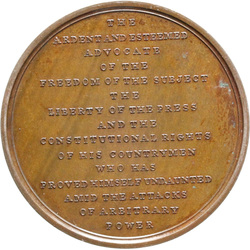 THE
ARDENT AND ESTEEMED
ADVOCATE
OF THE
FREEDOM OF THE SUBJECT
THE
LIBERTY OF THE PRESS
AND THE
CONSTITUTIONAL RIGHTS
OF HIS COUNTRYMEN
WHO HAS
PROVED HIMSELF UNDAUNTED
AMID THE ATTACKS
OF ARBITRARY
POWER